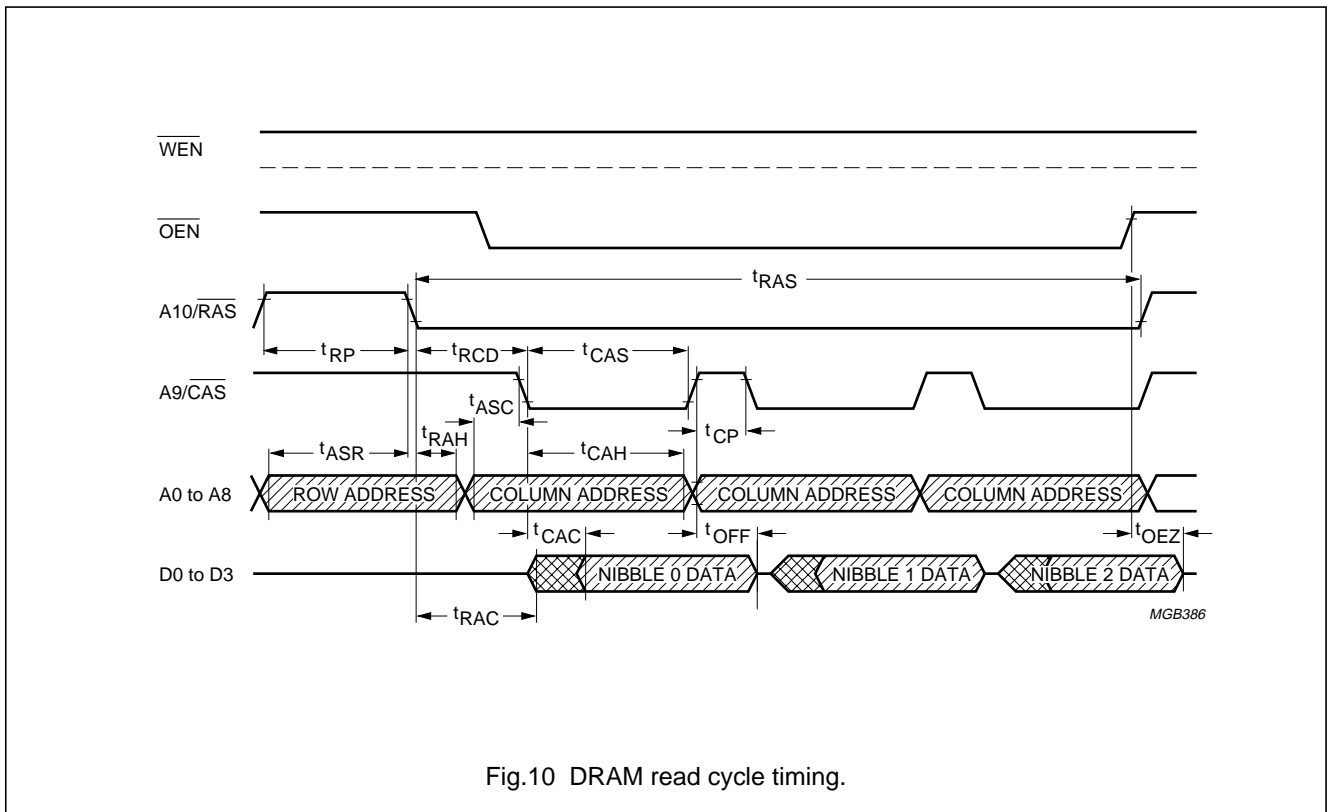 WEN
OEN
tRAS
A10/RAS
tRP tRCD tCAS
A9/CAS
tASC
tCP
tRAH
tASR tCAH
A0 to A8 ROW ADDRESS COLUMN ADDRESS COLUMN ADDRESS COLUMN ADDRESS
tCAC tOFF tOEZ
D0 to D3 NIBBLE 0 DATA NIBBLE 1 DATA NIBBLE 2 DATA
tRAC
MGB386
Fig.10 DRAM read cycle timing.